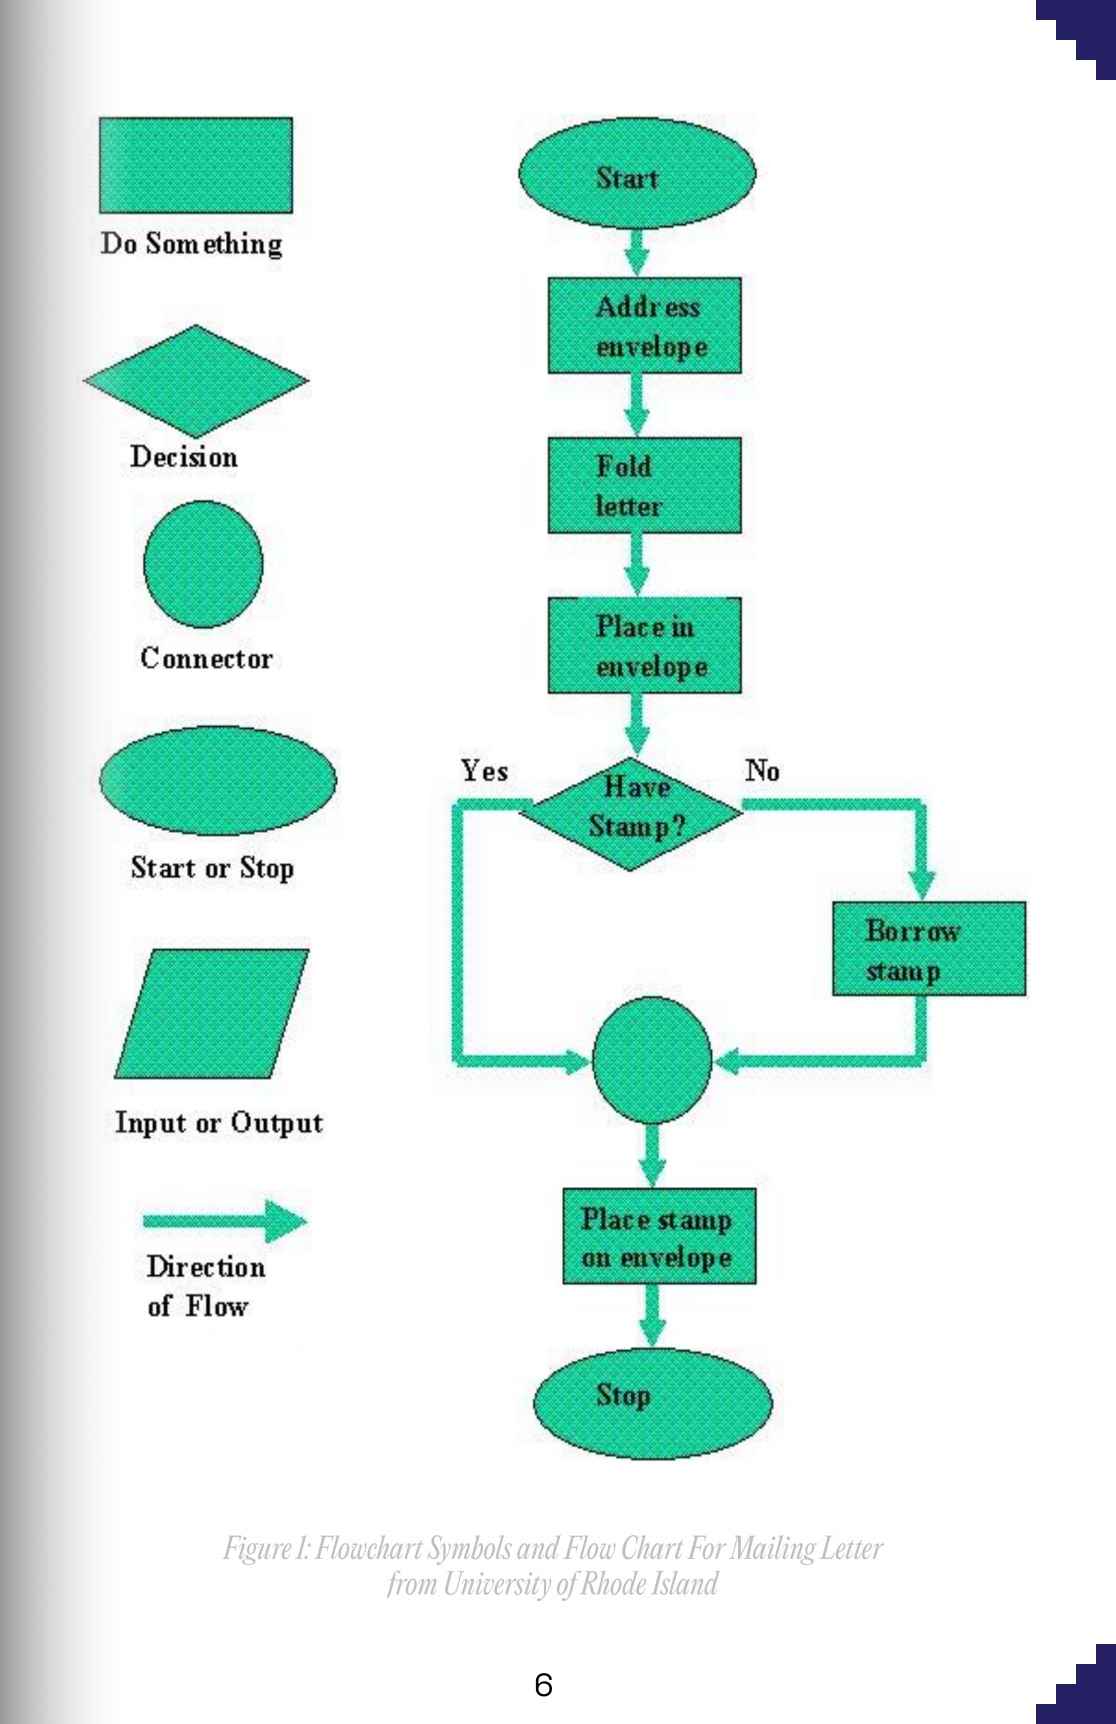 Do Something
Decision
Connector
Start or Stop
Input or Output
Direction
of Flow
Start
Address
envelope
Fold
letter
Place in
envelope
Have
Stamp?
Yes
No
Borrow
stamp
Place stamp
on envelope
Stop
Figure 1: Flowchart Symbols and Flow Chart For Mailing Letter
from University of Rhode Island
6